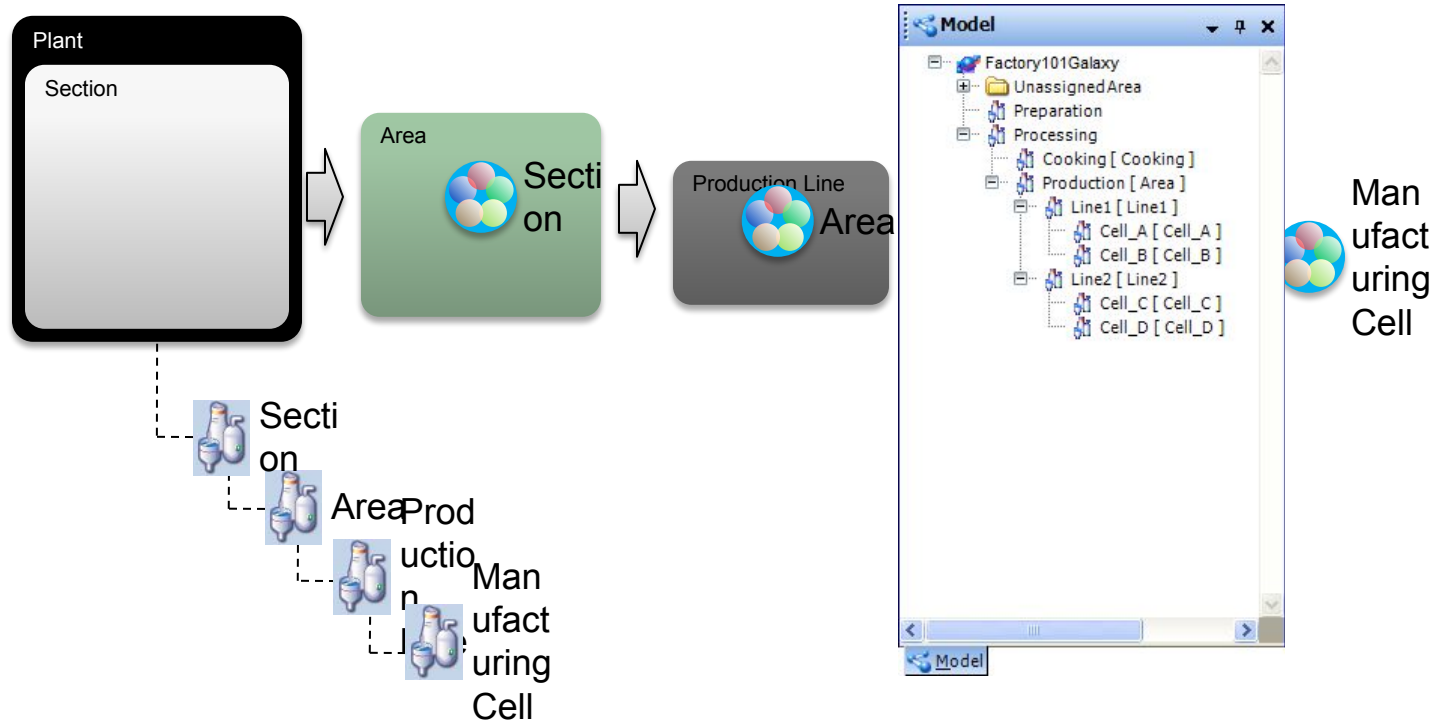 Plant
Section
Area
Secti
on
Production Line
Area
Model
Factory101Galaxy
UnassignedArea
Preparation
Processing
Cooking [ Cooking ]
Production [ Area ]
Line1 [ Line1 ]
Cell_A [ Cell_A ]
Cell_B [ Cell_B ]
Line2 [ Line2 ]
Cell_C [ Cell_C ]
Cell_D [ Cell_D ]
Model
Man
ufact
uring
Cell
Secti
on
Area
Prod
uctio
n
Man
ufact
uring
Cell